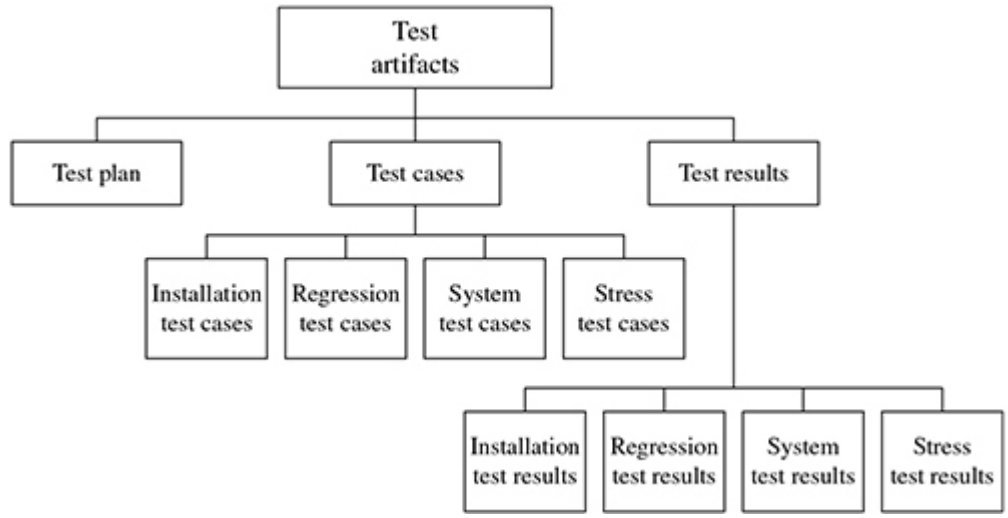 Test
artifacts
Test plan
Test cases
Test results
Installation
test cases
Regression
test cases
System
test cases
Stress
test cases
Installation
test results
Regression
test results
System
test results
Stress
test results